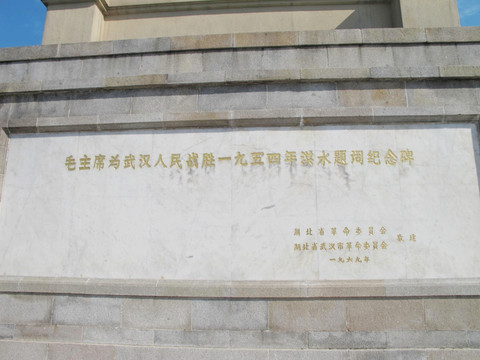 毛主席为武汉人民战胜一九五四年洪水题词纪念碑
湖北省革命委员会
湖北省武汉市革命委员会 敬建
一九六九年